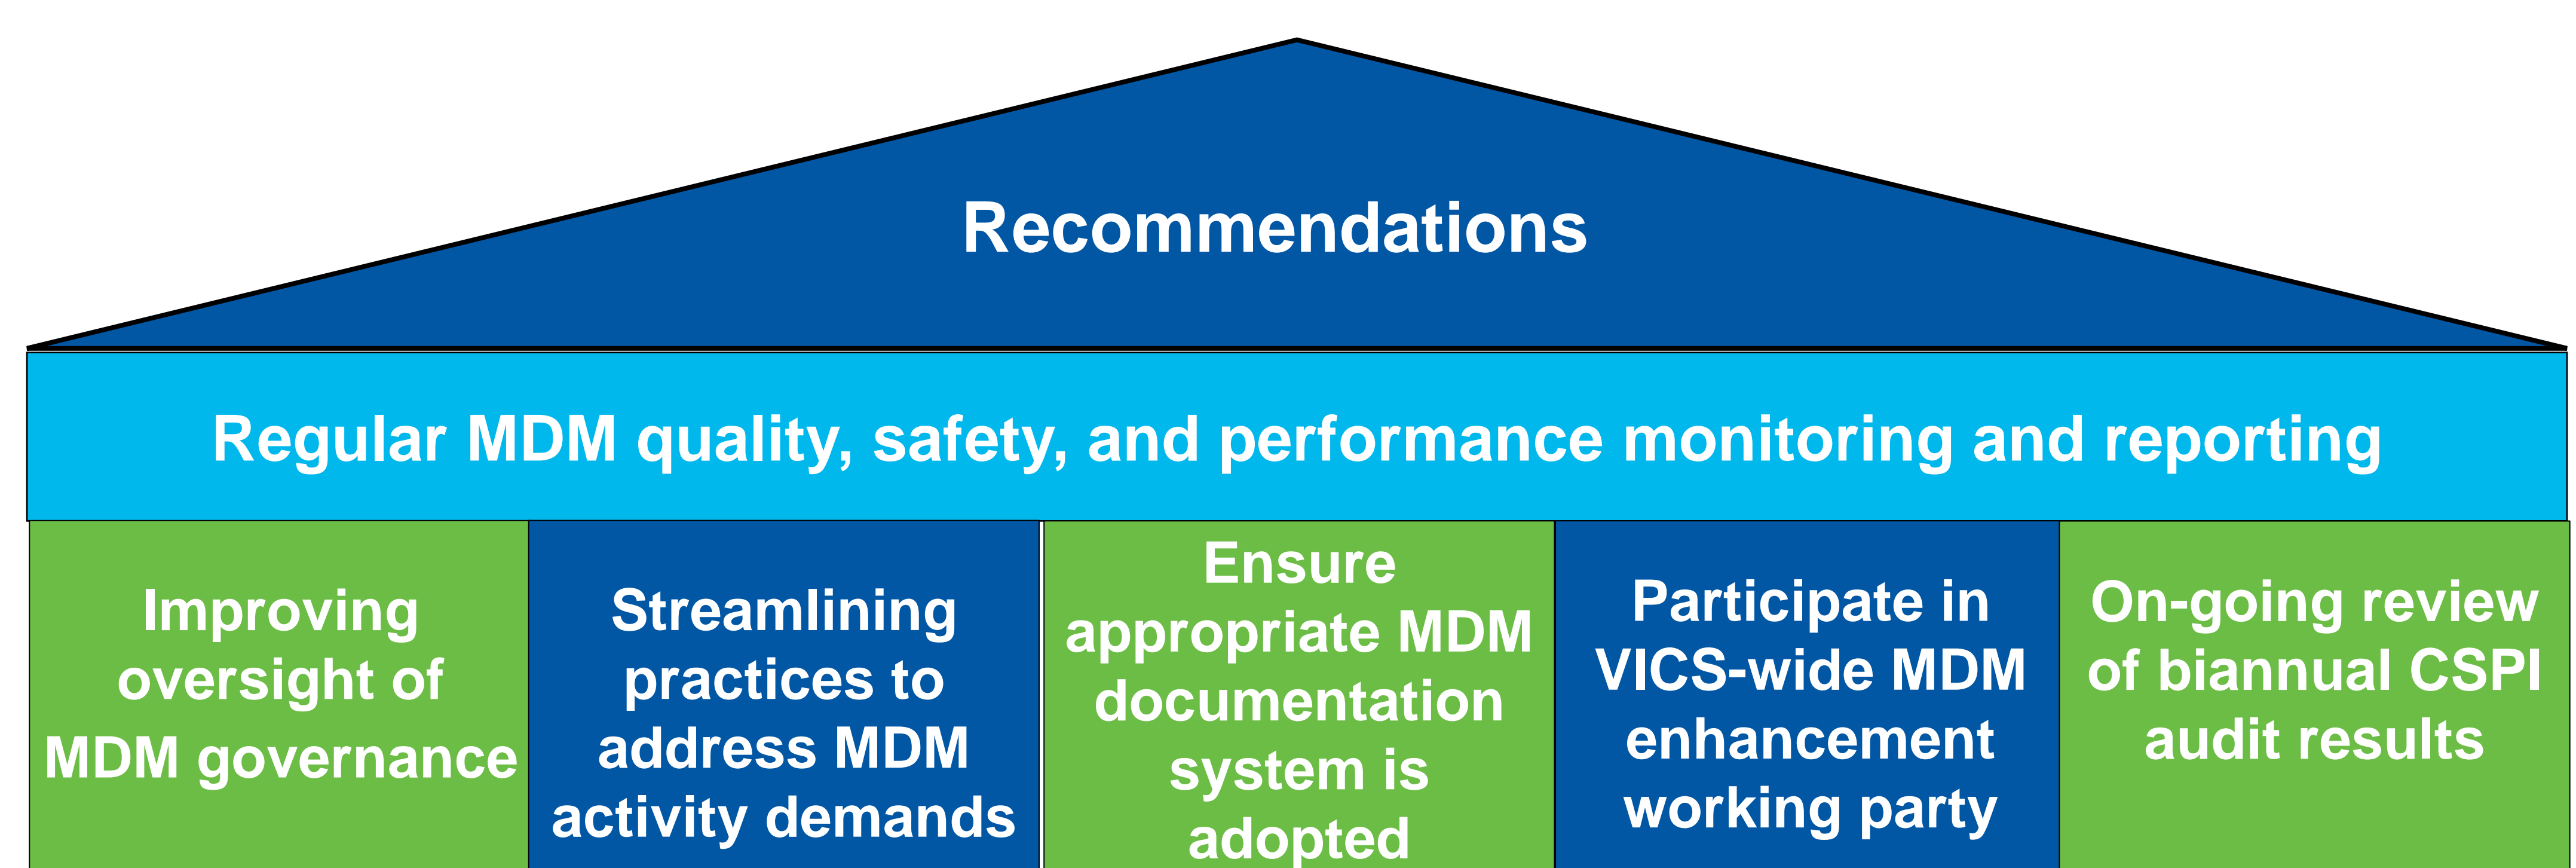 Recommendations
Regular MDM quality, safety, and performance monitoring and reporting
Improving
oversight of
MDM governance
Streamlining
practices to
address MDM
activity demands
Ensure
appropriate MDM
documentation
system is
adopted
Participate in
VICS-wide MDM
enhancement
working party
On-going review
of biannual CSPI
audit results